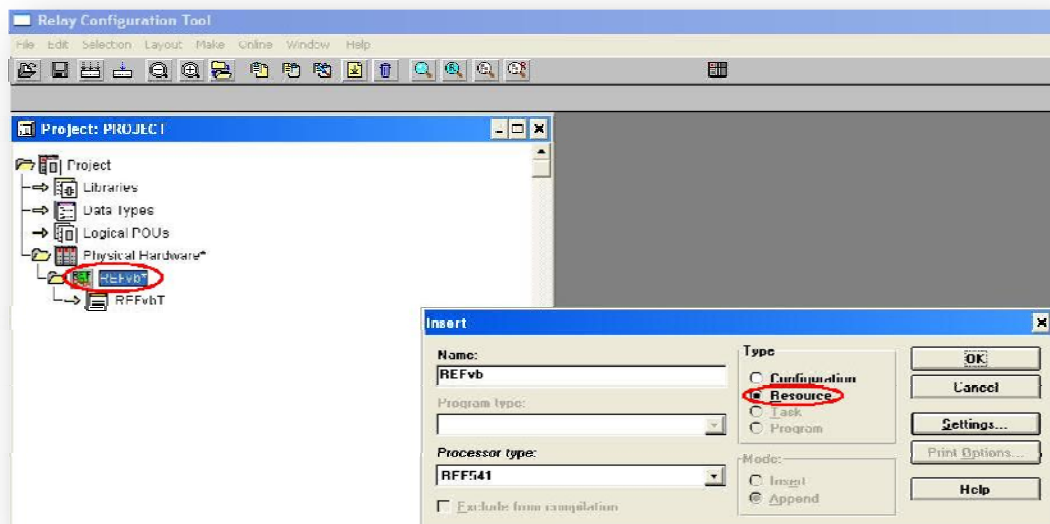 Relay Configuration Tool
File Edit Selection Layout Make Online Window Help
Project: PROJECT
Project
Libraries
Data Types
Logical POUs
Physical Hardware*
REFvb*
REFvbT
Insert
Name:
REFvb
Program type:
Processor type:
REF541
Exclude from compilation
Type
Configuration
Resource
Task
Program
Mode:
Insert
Append
OK
Cancel
Settings...
Print Options...
Help